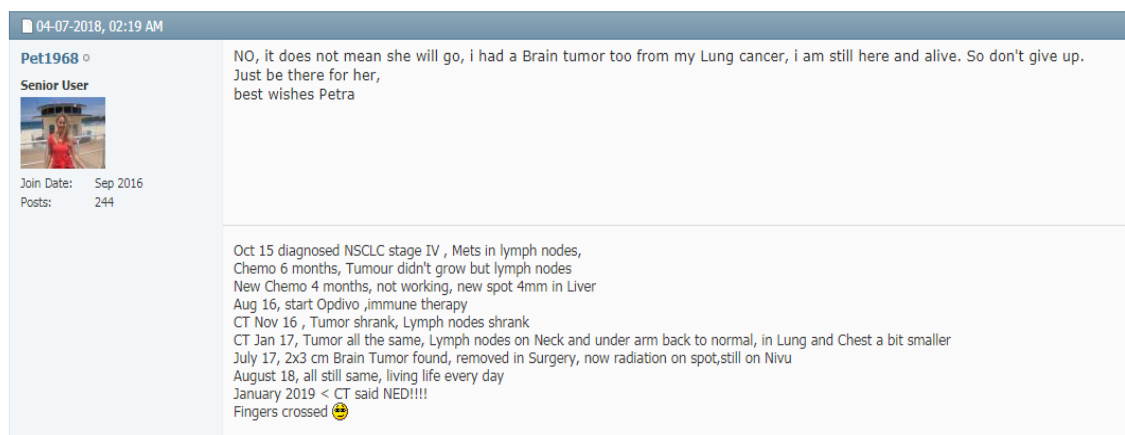 04-07-2018, 02:19 AM
Pet1968
Senior User
Join Date: Sep 2016
Posts: 244
NO, it does not mean she will go, i had a Brain tumor too from my Lung cancer, i am still here and alive. So don't give up.
Just be there for her,
best wishes Petra
Oct 15 diagnosed NSCLC stage IV , Mets in lymph nodes,
Chemo 6 months, Tumour didn't grow but lymph nodes
New Chemo 4 months, not working, new spot 4mm in Liver
Aug 16, start Opdivo ,immune therapy
CT Nov 16 , Tumor shrank, Lymph nodes shrank
CT Jan 17, Tumor all the same, Lymph nodes on Neck and under arm back to normal, in Lung and Chest a bit smaller
July 17, 2x3 cm Brain Tumor found, removed in Surgery, now radiation on spot,still on Nivu
August 18, all still same, living life every day
January 2019 < CT said NED!!!!
Fingers crossed